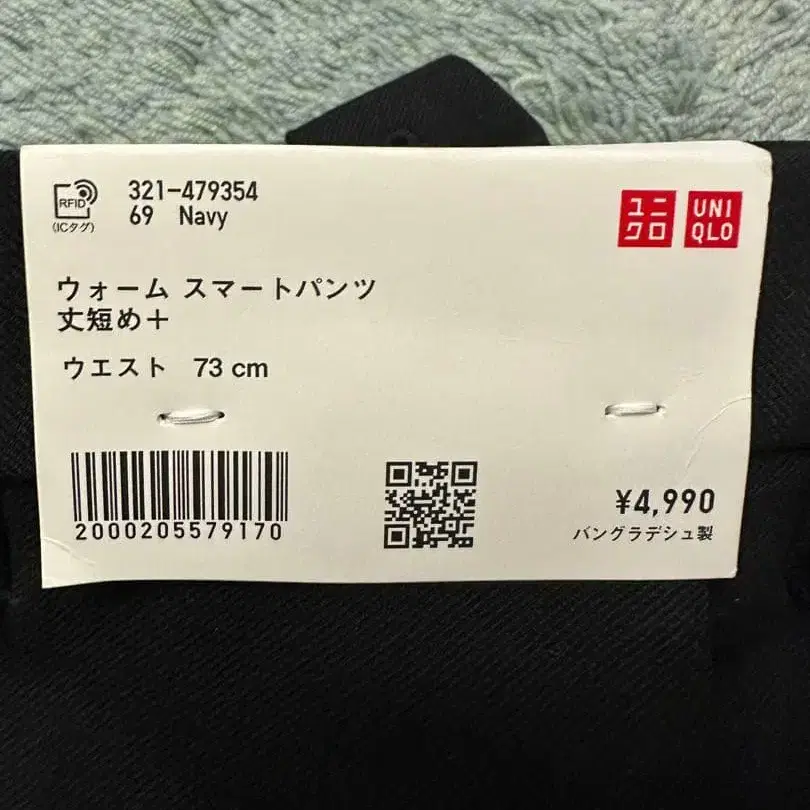 RFID
(ICタグ)
321-479354
69 Navy
ユニ
クロ
UNI
QLO
ウォーム スマートパンツ
丈短め＋
ウエスト 73 cm
2000205579170
¥4,990
バングラデシュ製